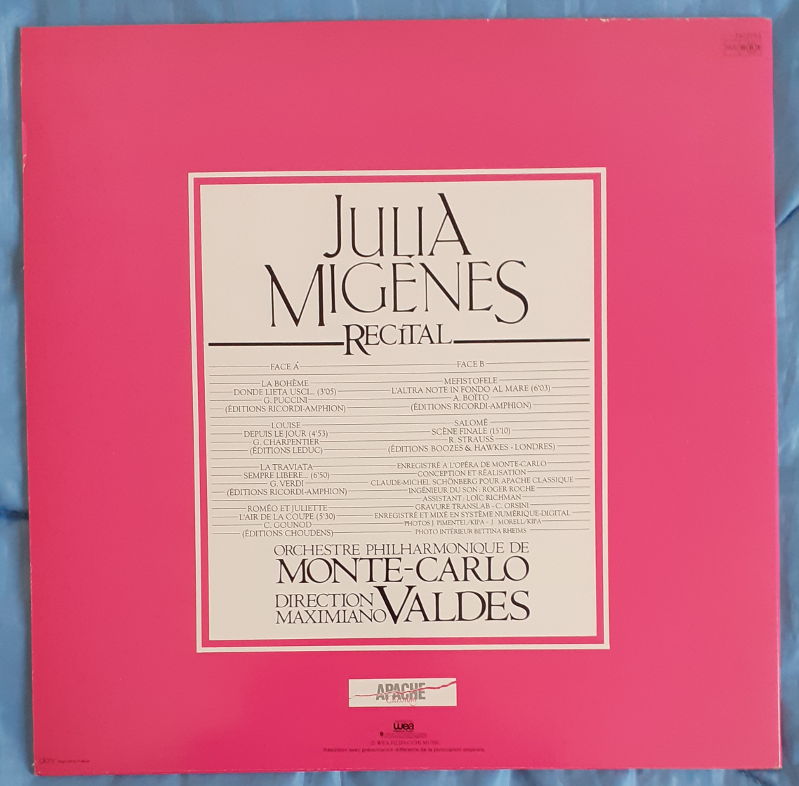 JULIA
MIGENES
RECITAL
FACE A
LA BOHÈME
DONDE LIETA USCI... (3'05)
G. PUCCINI
(ÉDITIONS RICORDI-AMPHION)
LOUISE
DEPUIS LE JOUR (4'53)
G. CHARPENTIER
(ÉDITIONS LEDUC)
LA TRAVIATA
SEMPRE LIBERE... (6'50)
G. VERDI
(ÉDITIONS RICORDI-AMPHION)
ROMÉO ET JULIETTE
L'AIR DE LA COUPE (5'30)
C. GOUNOD
(ÉDITIONS CHOUDENS)
FACE B
MEFISTOFELE
L'ALTRA NOTE IN FONDO AL MARE (6'03)
A. BOÏTO
(ÉDITIONS RICORDI-AMPHION)
SALOMÉ
SCÈNE FINALE (15'10)
R. STRAUSS
(ÉDITIONS BOOZES & HAWKES - LONDRES)
ENREGISTRÉ A L'OPÉRA DE MONTE-CARLO
CONCEPTION ET RÉALISATION
CLAUDE-MICHEL SCHÖNBERG POUR APACHE CLASSIQUE
INGÉNIEUR DU SON : ROGER ROCHE
ASSISTANT : LOÏC RICHMAN
GRAVURE TRANSLAB - C. ORSINI
ENREGISTRÉ ET MIXÉ EN SYSTÈME NUMÉRIQUE-DIGITAL
PHOTOS J. PIMENTEL/KIPA - J. MORELL/KIPA
PHOTO INTÉRIEUR BETTINA RHEIMS
ORCHESTRE PHILHARMONIQUE DE
MONTE-CARLO
DIRECTION
MAXIMIANO VALDES
APACHE
wea